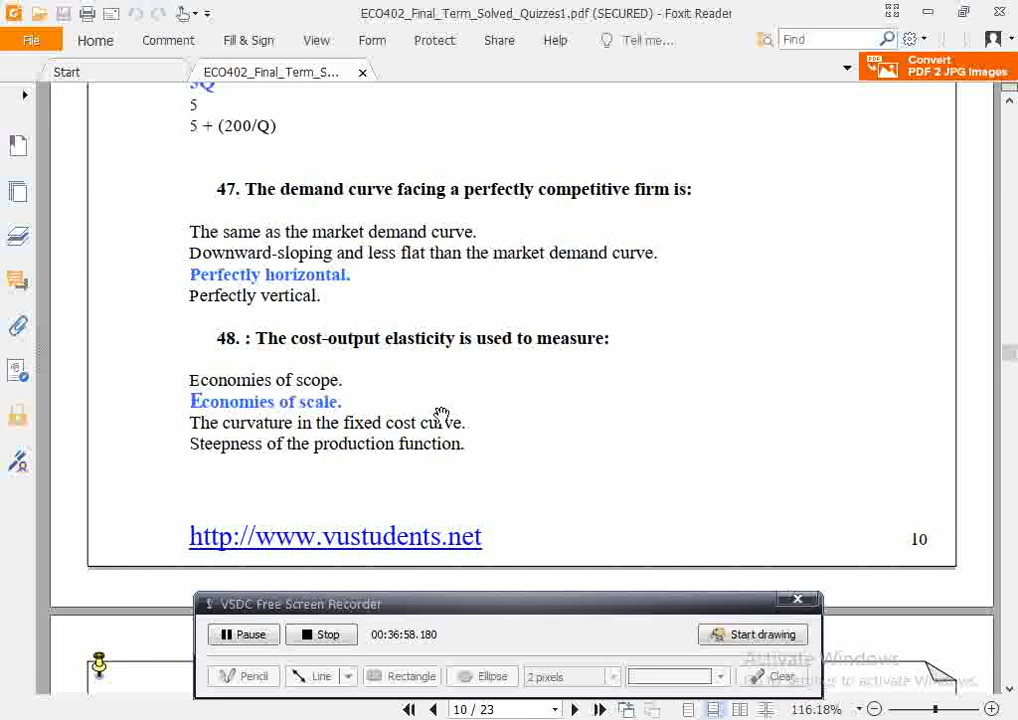 ECO402_Final_Term_Solved_Quizzes1.pdf (SECURED) - Foxit Reader
File Home Comment Fill & Sign View Form Protect Share Help Tell me... Find
Start ECO402_Final_Term_S... Convert
PDF 2 JPG Images
5Q
5
5 + (200/Q)
47. The demand curve facing a perfectly competitive firm is:
The same as the market demand curve.
Downward-sloping and less flat than the market demand curve.
Perfectly horizontal.
Perfectly vertical.
48. : The cost-output elasticity is used to measure:
Economies of scope.
Economies of scale.
The curvature in the fixed cost curve.
Steepness of the production function.
http://www.vustudents.net 10
VSDC Free Screen Recorder
Pause Stop 00:36:58.180 Start drawing
Activate Windows
Pencil Line Rectangle Ellipse 2 pixels Clear
Go to Settings to activate Windows.
10 / 23 116.18%